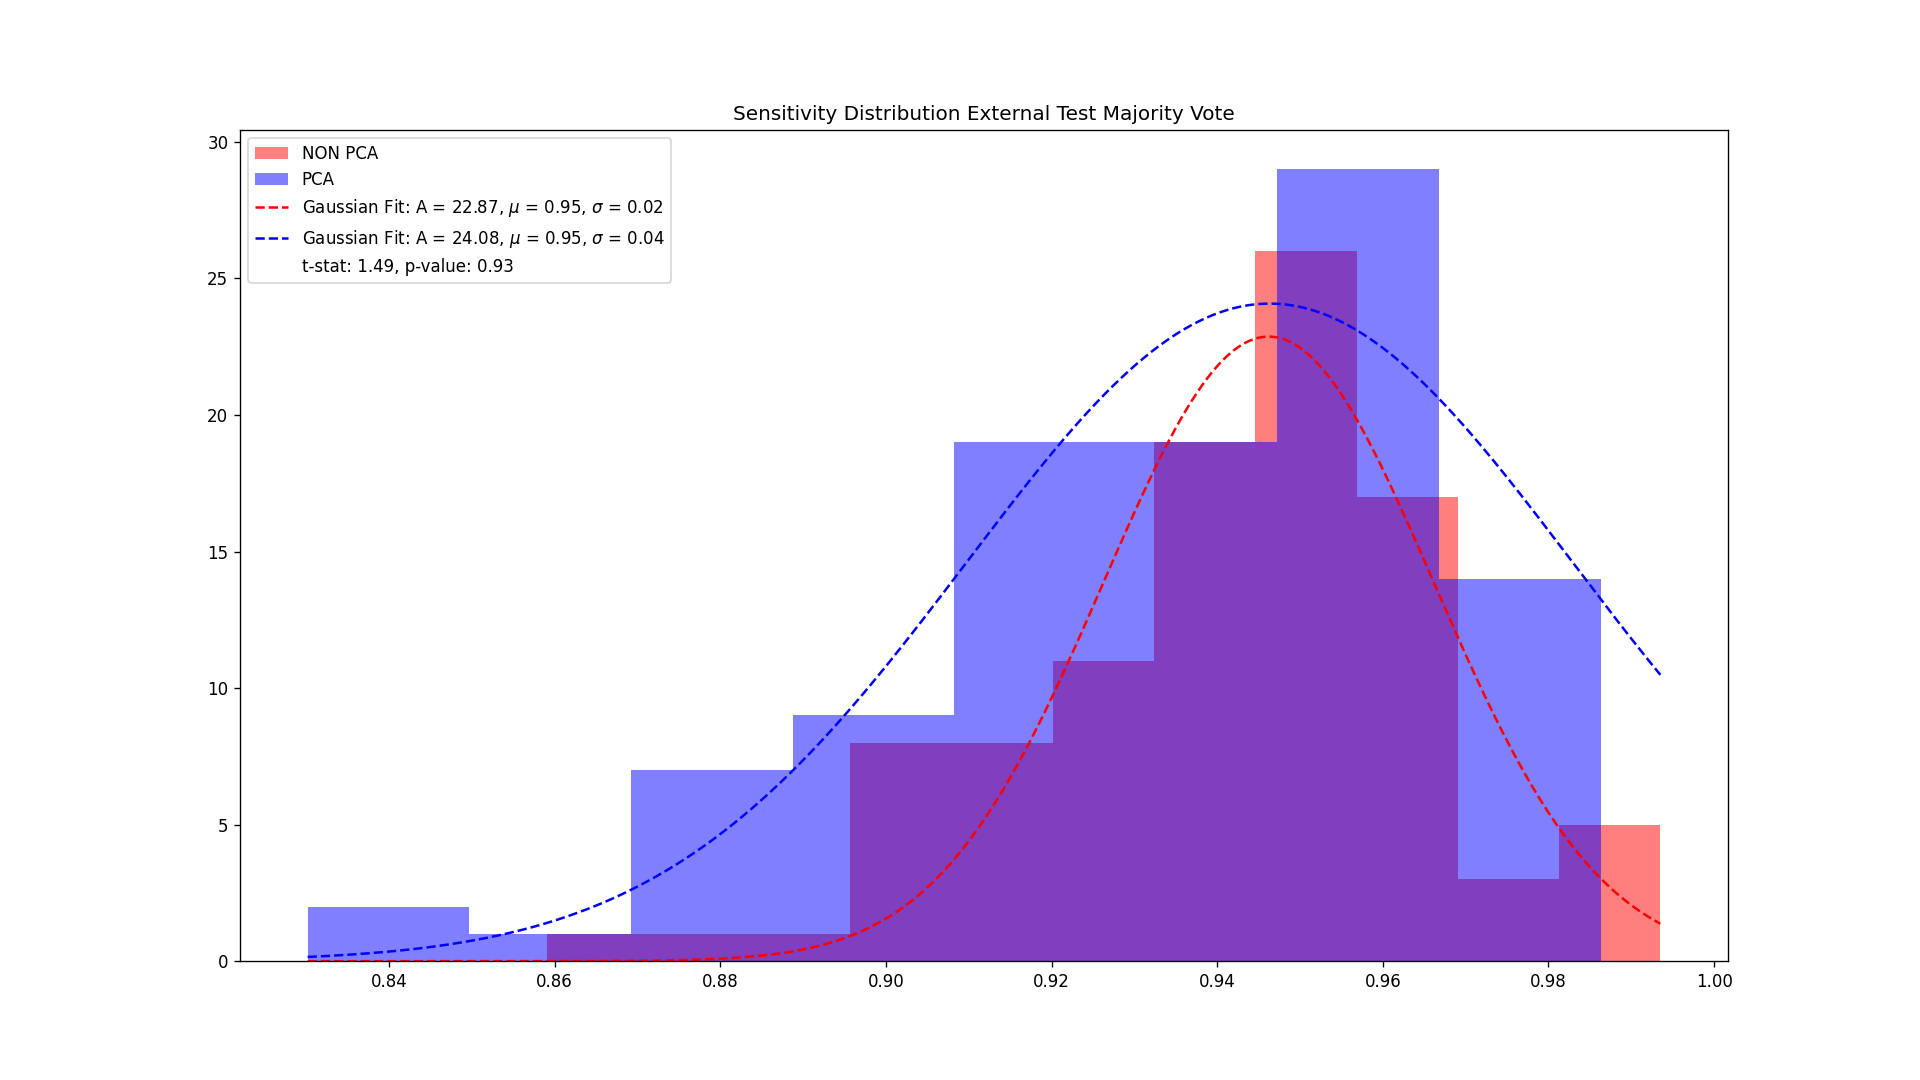 Sensitivity Distribution External Test Majority Vote
NON PCA
PCA
Gaussian Fit: A = 22.87, μ = 0.95, σ = 0.02
Gaussian Fit: A = 24.08, μ = 0.95, σ = 0.04
t-stat: 1.49, p-value: 0.93
30
25
20
15
10
5
0
0.84 0.86 0.88 0.90 0.92 0.94 0.96 0.98 1.00